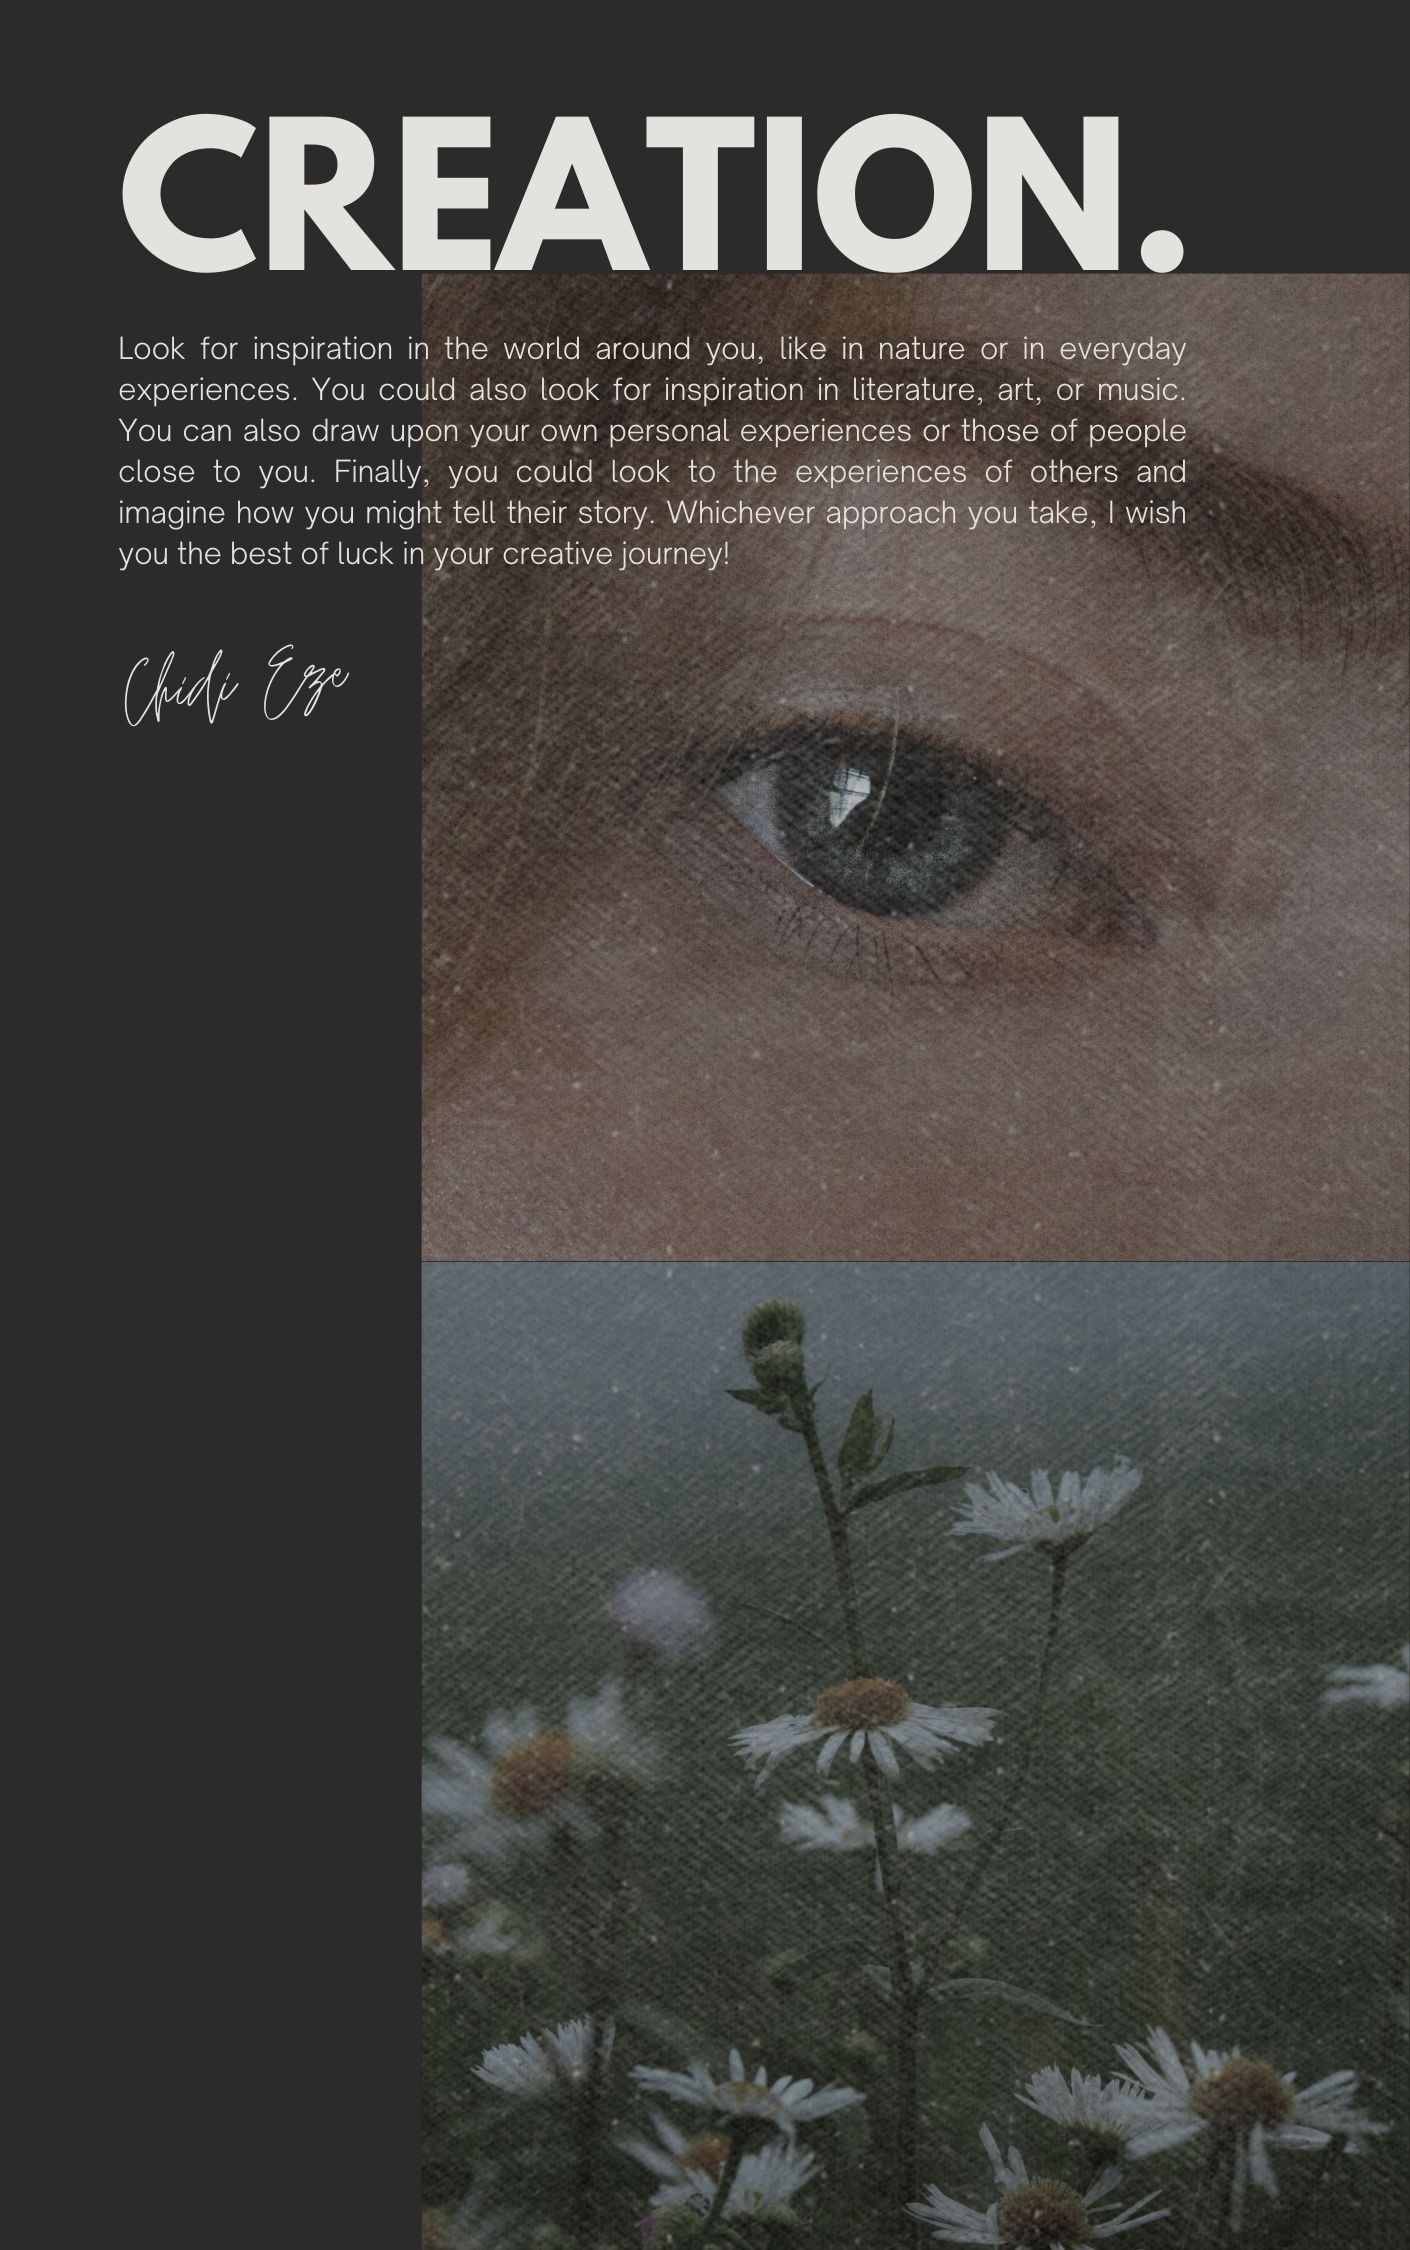 CREATION.
Look for inspiration in the world around you, like in nature or in everyday
experiences. You could also look for inspiration in literature, art, or music.
You can also draw upon your own personal experiences or those of people
close to you. Finally, you could look to the experiences of others and
imagine how you might tell their story. Whichever approach you take, I wish
you the best of luck in your creative journey!
Chidi Eze